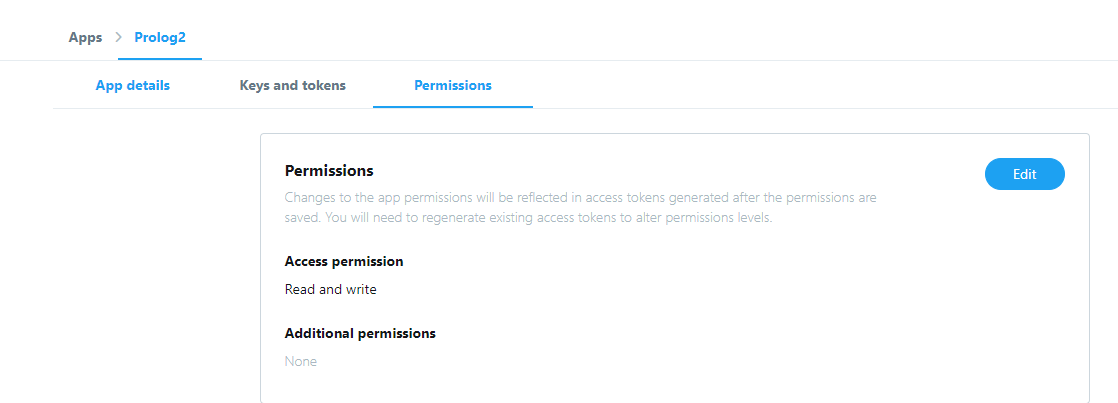 Apps
Prolog2
App details
Keys and tokens
Permissions
Permissions
Edit
Changes to the app permissions will be reflected in access tokens generated after the permissions are
saved. You will need to regenerate existing access tokens to alter permissions levels.
Access permission
Read and write
Additional permissions
None